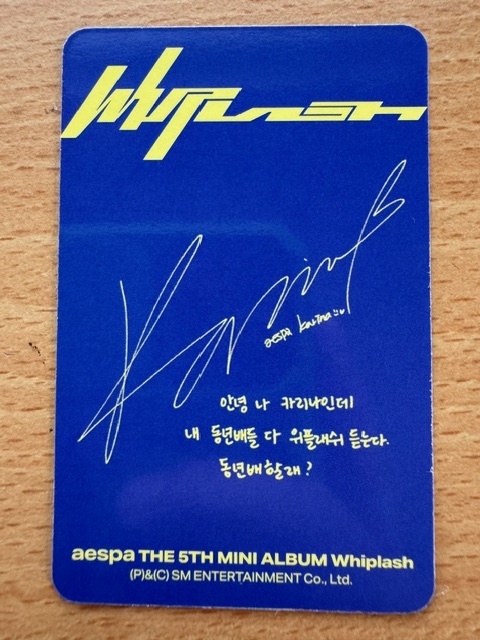 Whiplash
Karina
aespa karina
안녕 나 카리나인데
내 동년배들 다 위플래쉬 듣는다.
동년배할래?
aespa THE 5TH MINI ALBUM Whiplash
(P)&(C) SM ENTERTAINMENT Co., Ltd.